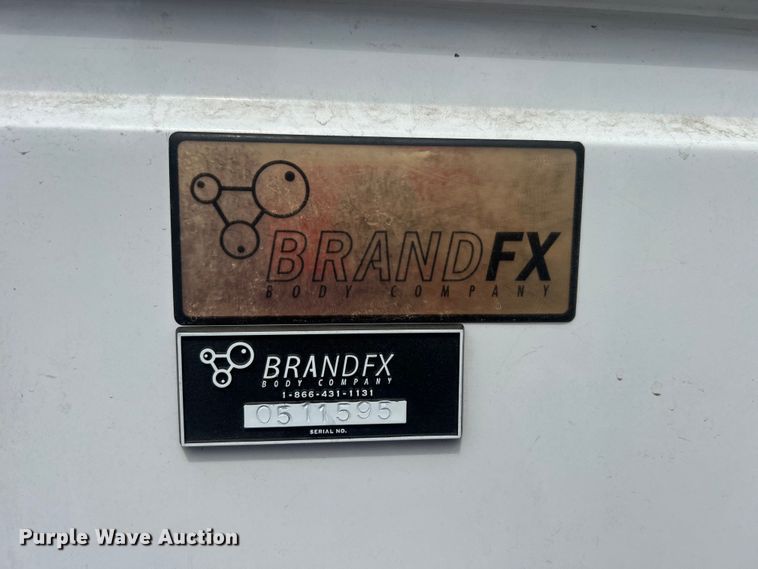 BRANDFX
BODY COMPANY
BRANDFX
BODY COMPANY
1-866-431-1131
0511595
SERIAL NO.
Purple Wave Auction